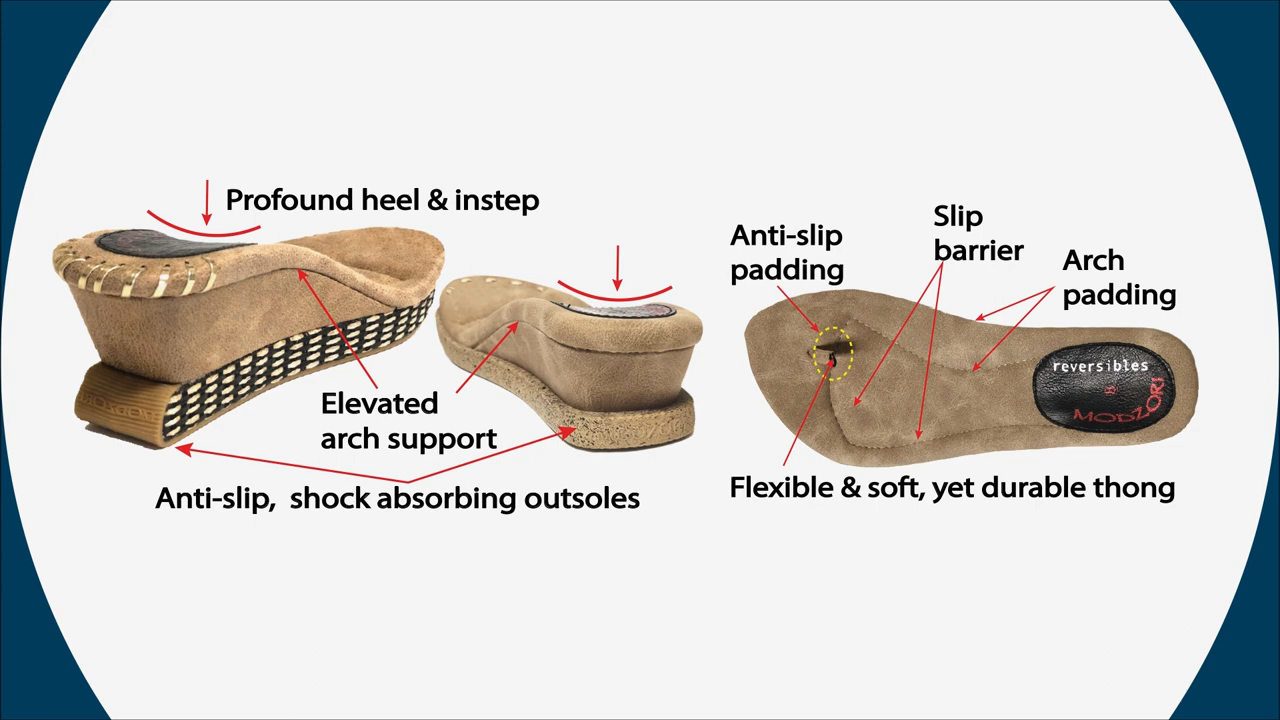 Profound heel & instep
Elevated
arch support
Anti-slip,  shock absorbing outsoles
Anti-slip
padding
Slip
barrier
Arch
padding
reversibles
MODZORI
Flexible & soft, yet durable thong